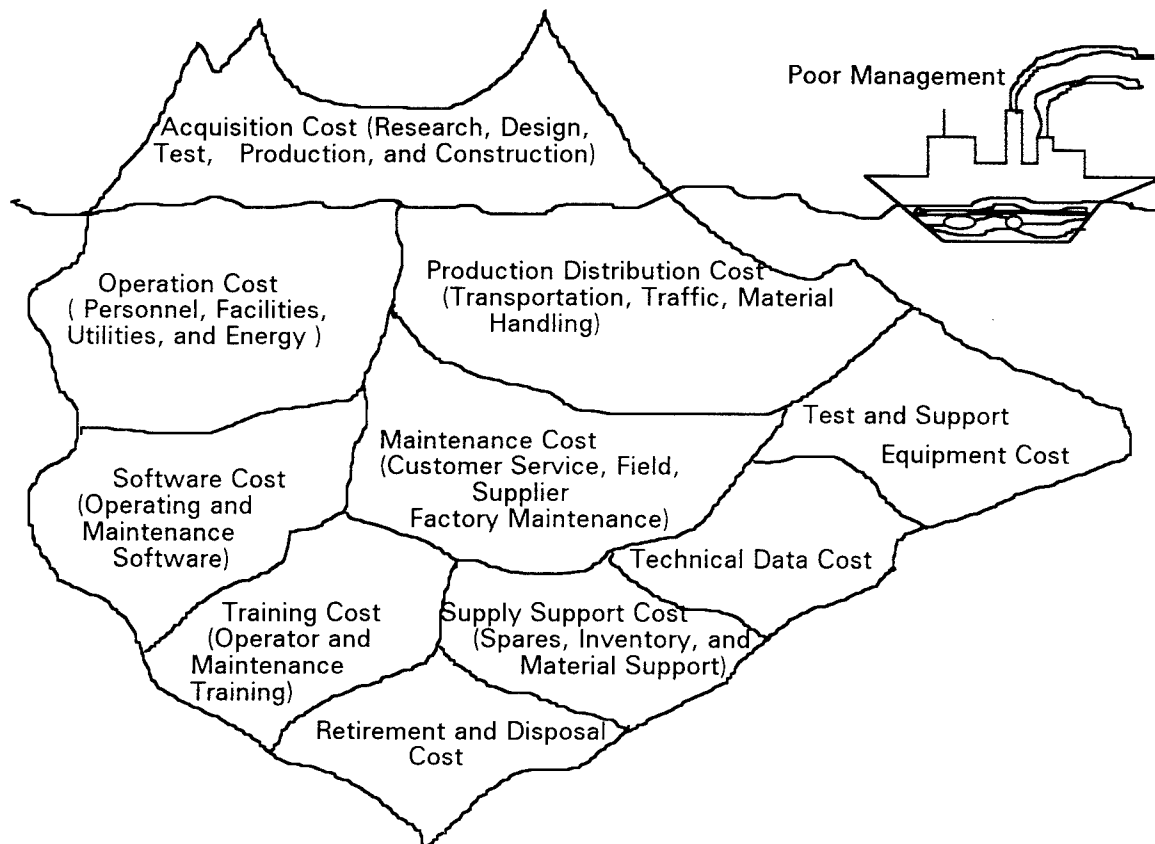 Poor Management
Acquisition Cost (Research, Design,
Test, Production, and Construction)
Operation Cost
( Personnel, Facilities,
Utilities, and Energy )
Production Distribution Cost
(Transportation, Traffic, Material
Handling)
Test and Support
Equipment Cost
Maintenance Cost
(Customer Service, Field,
Supplier
Factory Maintenance)
Software Cost
(Operating and
Maintenance
Software)
Technical Data Cost
Training Cost
(Operator and
Maintenance
Training)
Supply Support Cost
(Spares, Inventory, and
Material Support)
Retirement and Disposal
Cost